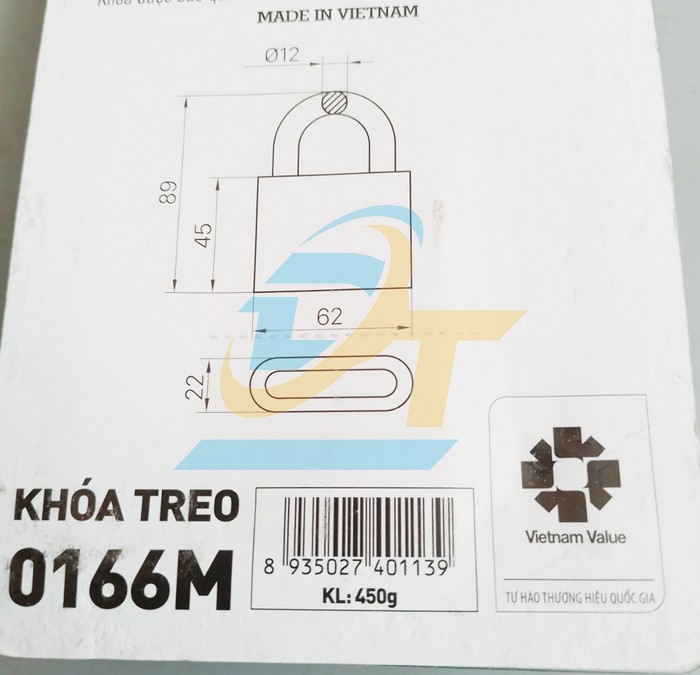 MADE IN VIETNAM
Ø12
89
45
62
22
DT
KHÓA TREO
0166M
8 935027 401139
KL: 450g
Vietnam Value
TỰ HÀO THƯƠNG HIỆU QUỐC GIA